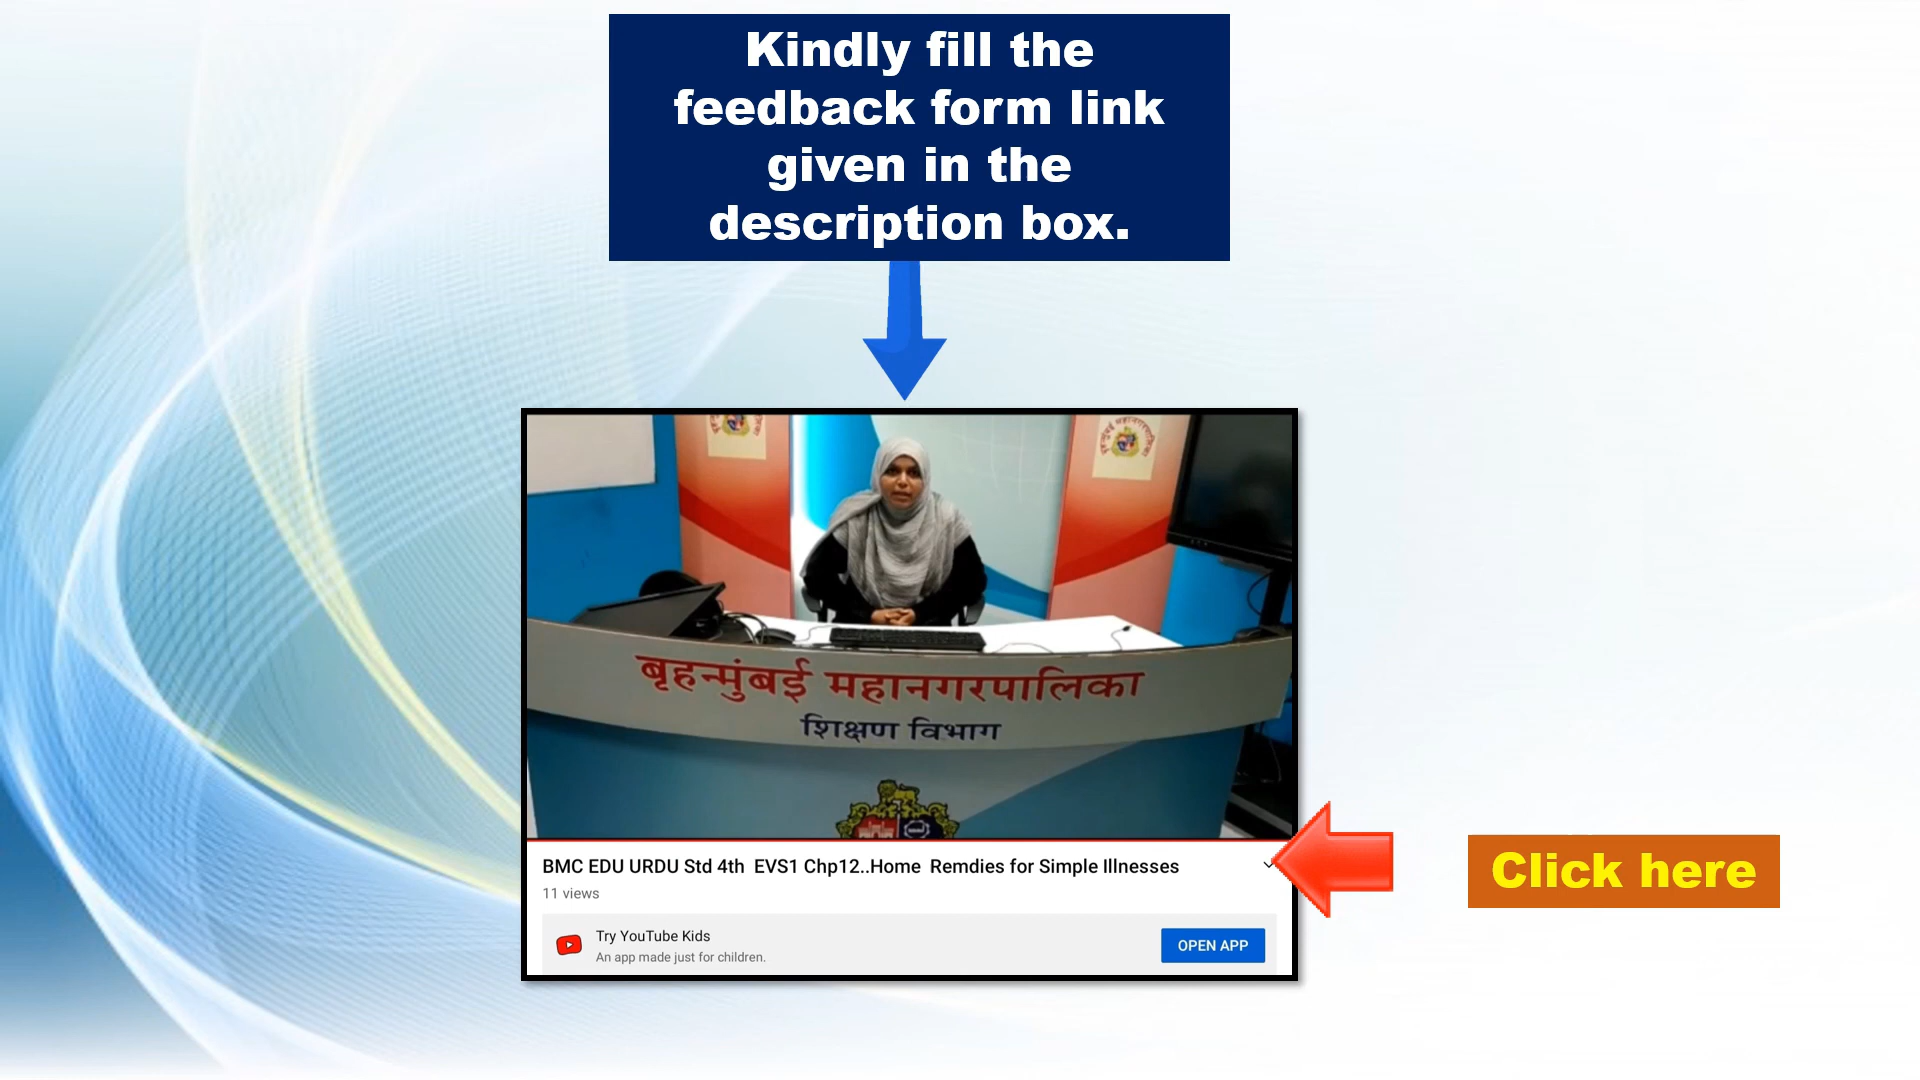 Kindly fill the
feedback form link
given in the
description box.
बृहन्मुंबई महानगरपालिका
शिक्षण विभाग
BMC EDU URDU Std 4th EVS1 Chp12..Home Remdies for Simple Illnesses
11 views
Try YouTube Kids
An app made just for children.
OPEN APP
Click here